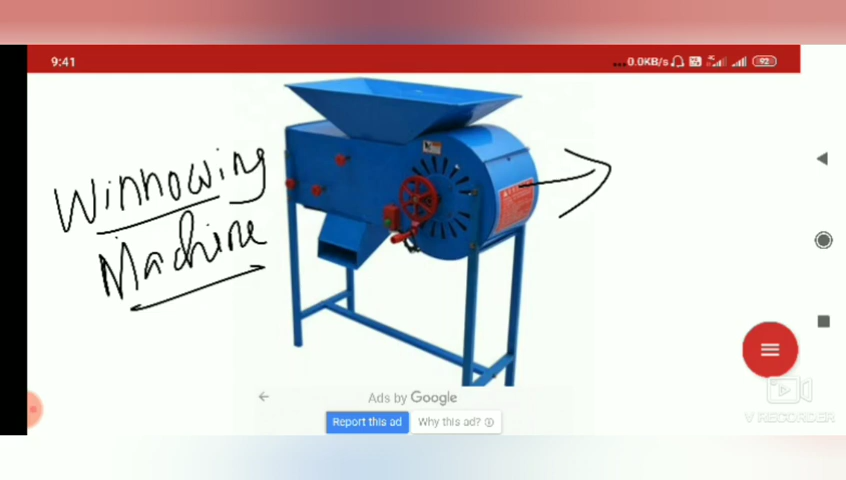 9:41
...0.0KB/s
92
Winnowing
Machine
Ads by Google
Report this ad
Why this ad?
V RECORDER